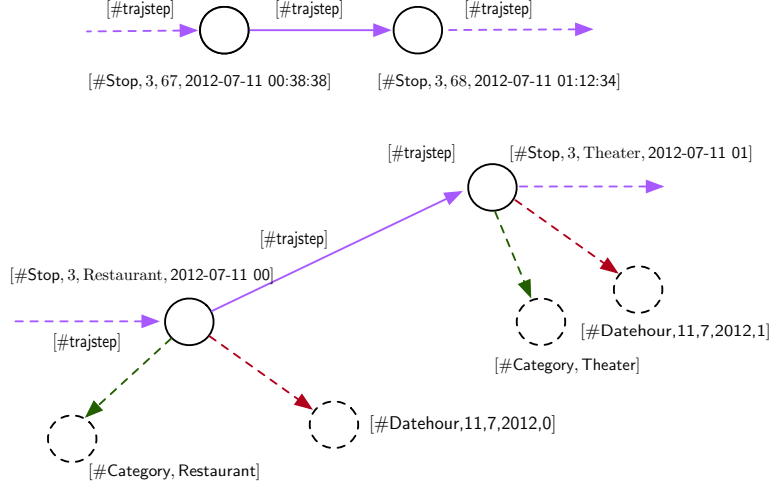 [#trajstep] [#trajstep] [#trajstep]
[#Stop, 3, 67, 2012-07-11 00:38:38] [#Stop, 3, 68, 2012-07-11 01:12:34]
[#trajstep] [#Stop, 3, Theater, 2012-07-11 01]
[#trajstep]
[#Stop, 3, Restaurant, 2012-07-11 00]
[#trajstep]
[#Datehour,11,7,2012,1]
[#Category, Theater]
[#Datehour,11,7,2012,0]
[#Category, Restaurant]